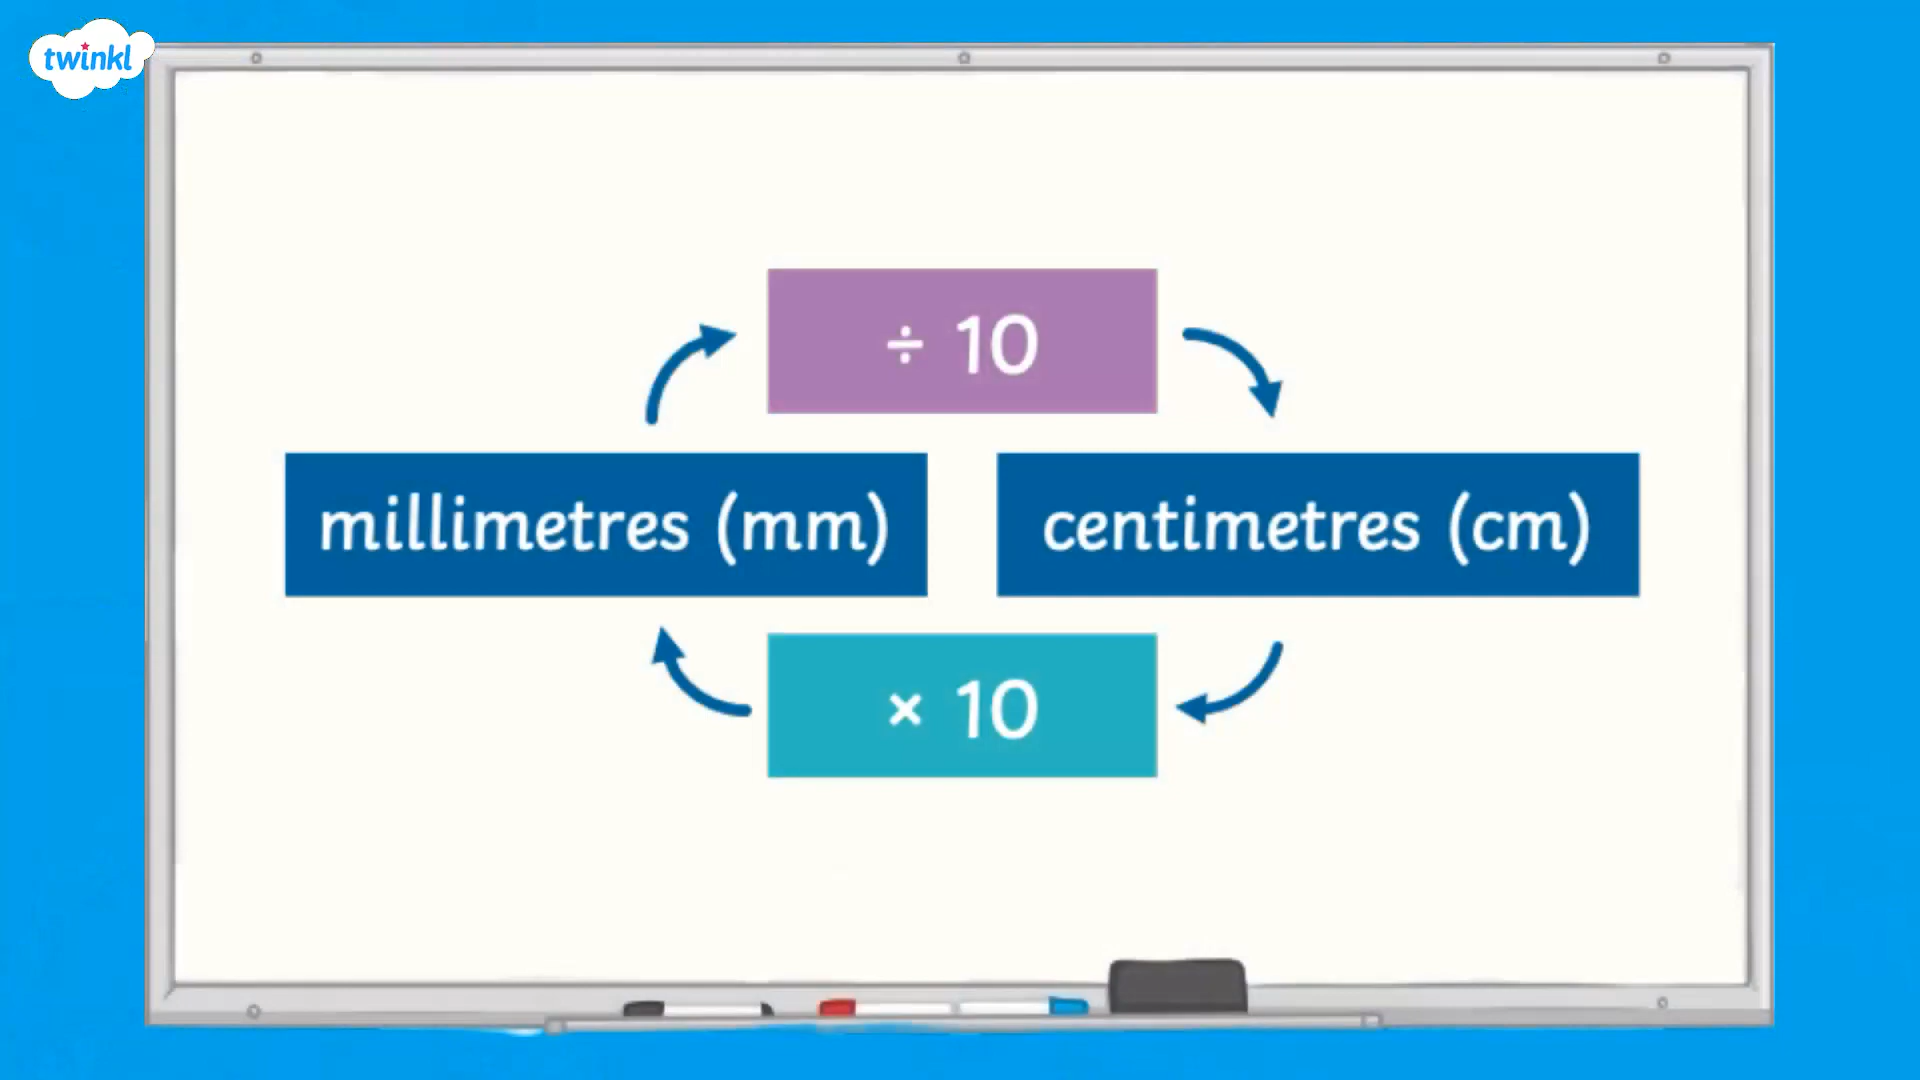 twinkl
÷ 10
millimetres (mm)
centimetres (cm)
× 10